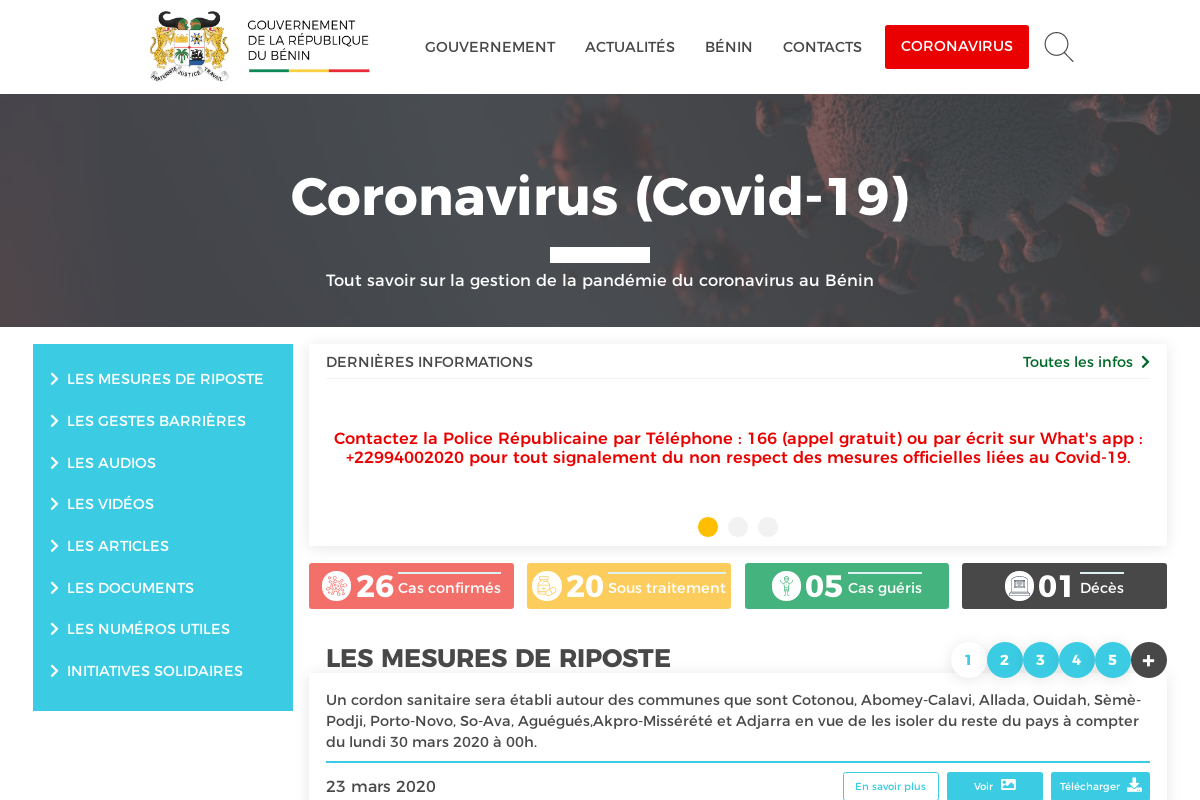 FRATERNITE JUSTICE TRAVAIL
GOUVERNEMENT
DE LA RÉPUBLIQUE
DU BÉNIN
GOUVERNEMENT
ACTUALITÉS
BÉNIN
CONTACTS
CORONAVIRUS
Coronavirus (Covid-19)
Tout savoir sur la gestion de la pandémie du coronavirus au Bénin
LES MESURES DE RIPOSTE
LES GESTES BARRIÈRES
LES AUDIOS
LES VIDÉOS
LES ARTICLES
LES DOCUMENTS
LES NUMÉROS UTILES
INITIATIVES SOLIDAIRES
DERNIÈRES INFORMATIONS
Toutes les infos
Contactez la Police Républicaine par Téléphone : 166 (appel gratuit) ou par écrit sur What's app :
+22994002020 pour tout signalement du non respect des mesures officielles liées au Covid-19.
26 Cas confirmés
20 Sous traitement
05 Cas guéris
01 Décès
LES MESURES DE RIPOSTE
1 2 3 4 5 +
Un cordon sanitaire sera établi autour des communes que sont Cotonou, Abomey-Calavi, Allada, Ouidah, Sèmè-
Podji, Porto-Novo, So-Ava, Aguégués,Akpro-Missérété et Adjarra en vue de les isoler du reste du pays à compter
du lundi 30 mars 2020 à 00h.
23 mars 2020
En savoir plus
Voir
Télécharger